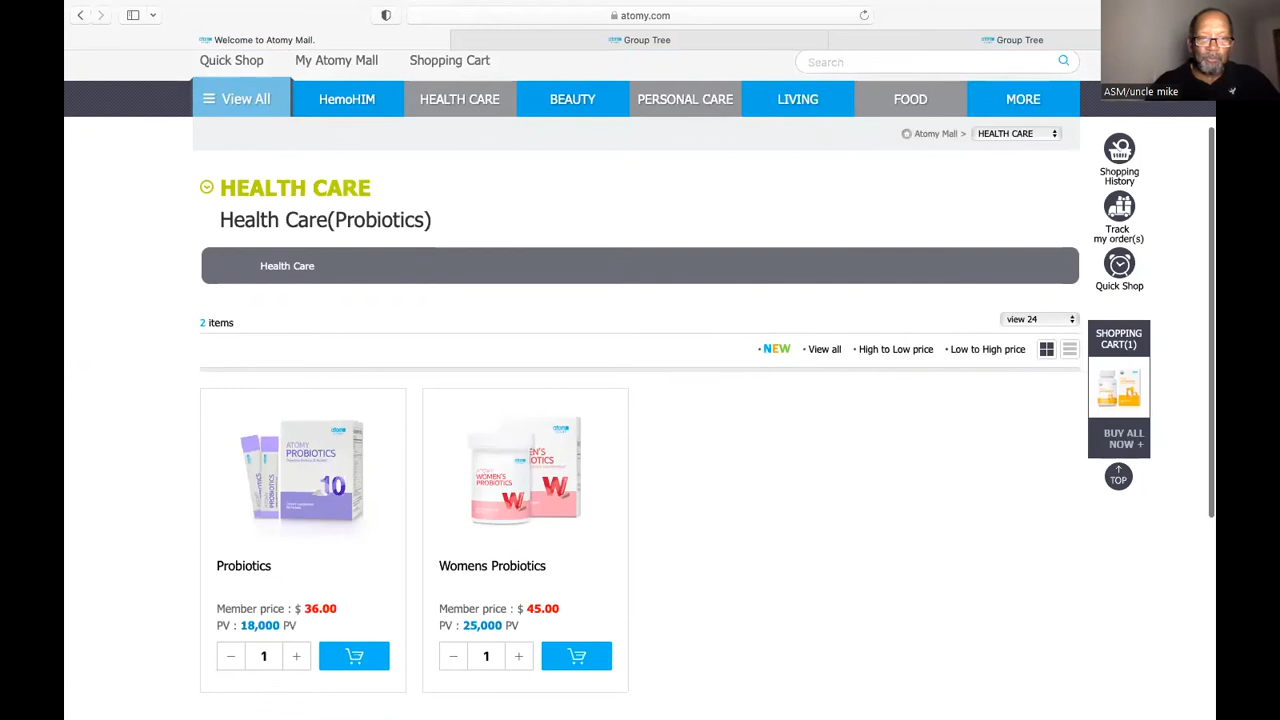 atomy.com
Welcome to Atomy Mall.
Group Tree
Group Tree
Quick Shop
My Atomy Mall
Shopping Cart
Search
ASM/uncle mike
View All
HemoHIM
HEALTH CARE
BEAUTY
PERSONAL CARE
LIVING
FOOD
MORE
Atomy Mall >
HEALTH CARE
Shopping
History
Track
my order(s)
Quick Shop
HEALTH CARE
Health Care(Probiotics)
Health Care
2 items
view 24
SHOPPING
CART(1)
BUY ALL
NOW +
TOP
• NEW
• View all
• High to Low price
• Low to High price
ATOMY
PROBIOTICS
10
PROBIOTICS
ATOMY
WOMEN'S
PROBIOTICS
W
Probiotics
Member price : $ 36.00
PV : 18,000 PV
1
Womens Probiotics
Member price : $ 45.00
PV : 25,000 PV
1